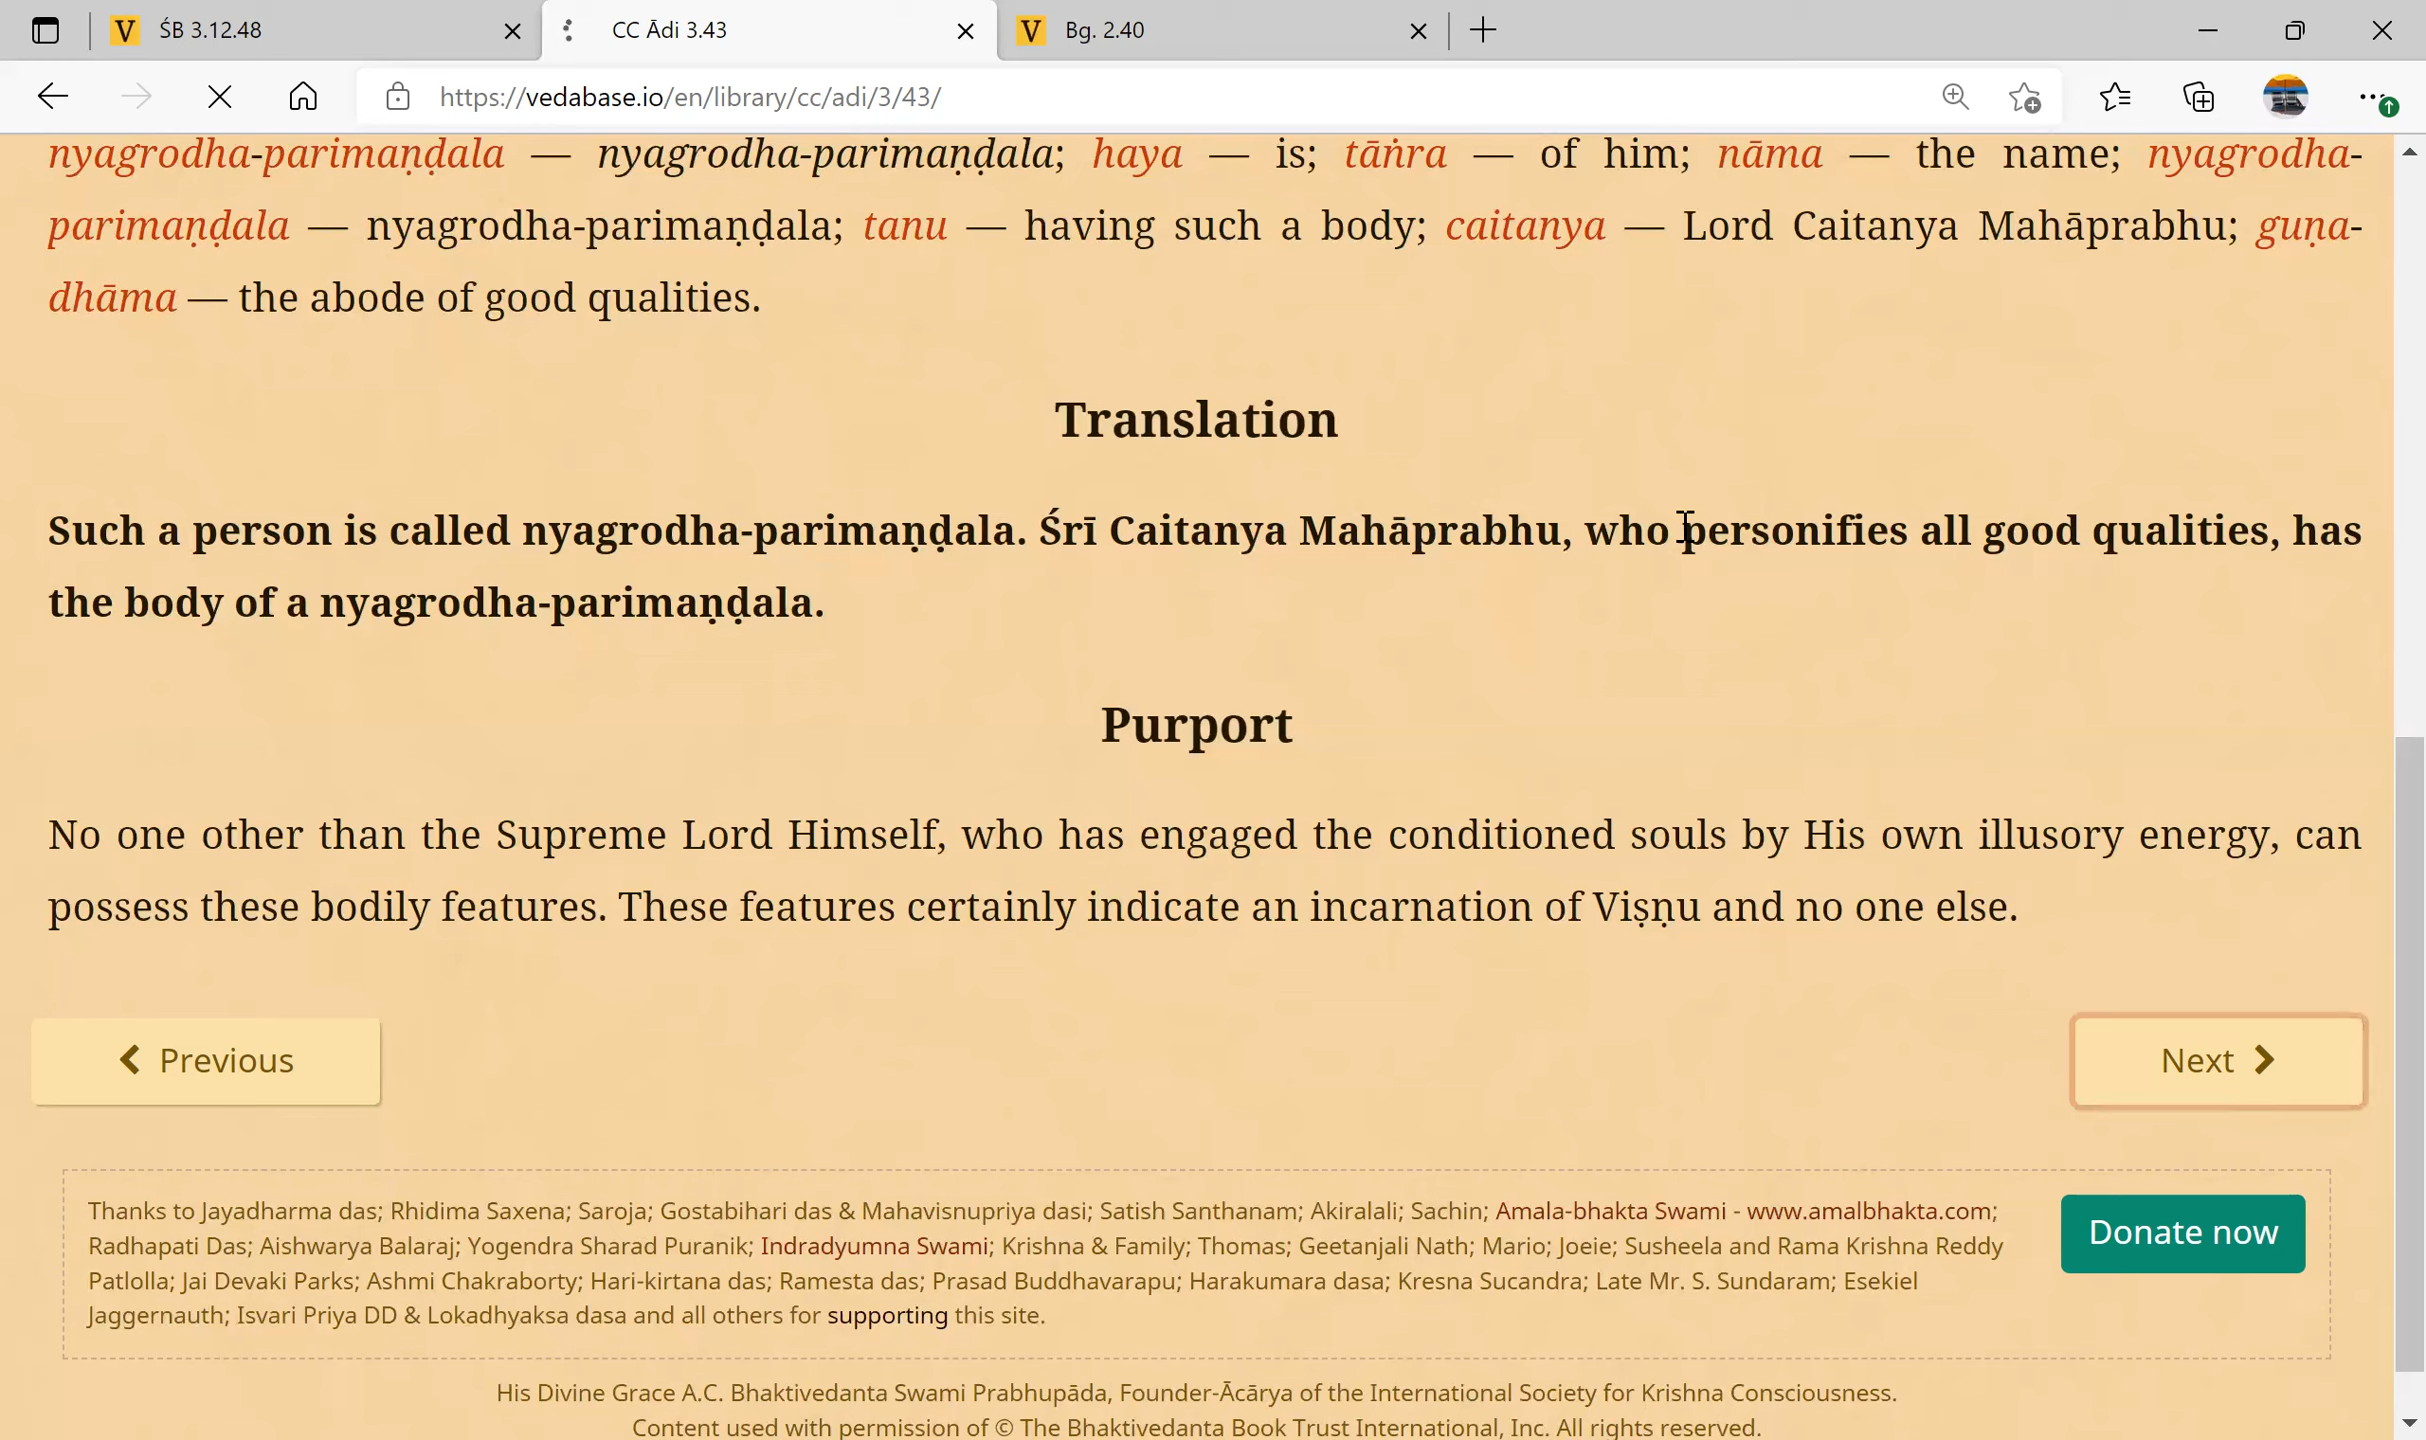 ŚB 3.12.48
CC Ādi 3.43
Bg. 2.40
https://vedabase.io/en/library/cc/adi/3/43/
nyagrodha-parimaṇḍala — nyagrodha-parimaṇḍala; haya — is; tāṅra — of him; nāma — the name; nyagrodha-
parimaṇḍala — nyagrodha-parimaṇḍala; tanu — having such a body; caitanya — Lord Caitanya Mahāprabhu; guṇa-
dhāma — the abode of good qualities.
Translation
Such a person is called nyagrodha-parimaṇḍala. Śrī Caitanya Mahāprabhu, who personifies all good qualities, has
the body of a nyagrodha-parimaṇḍala.
Purport
No one other than the Supreme Lord Himself, who has engaged the conditioned souls by His own illusory energy, can
possess these bodily features. These features certainly indicate an incarnation of Viṣṇu and no one else.
Previous
Next
Thanks to Jayadharma das; Rhidima Saxena; Saroja; Gostabihari das & Mahavisnupriya dasi; Satish Santhanam; Akiralali; Sachin; Amala-bhakta Swami - www.amalbhakta.com;
Radhapati Das; Aishwarya Balaraj; Yogendra Sharad Puranik; Indradyumna Swami; Krishna & Family; Thomas; Geetanjali Nath; Mario; Joeie; Susheela and Rama Krishna Reddy
Patlolla; Jai Devaki Parks; Ashmi Chakraborty; Hari-kirtana das; Ramesta das; Prasad Buddhavarapu; Harakumara dasa; Kresna Sucandra; Late Mr. S. Sundaram; Esekiel
Jaggernauth; Isvari Priya DD & Lokadhyaksa dasa and all others for supporting this site.
Donate now
His Divine Grace A.C. Bhaktivedanta Swami Prabhupāda, Founder-Ācārya of the International Society for Krishna Consciousness.
Content used with permission of © The Bhaktivedanta Book Trust International, Inc. All rights reserved.